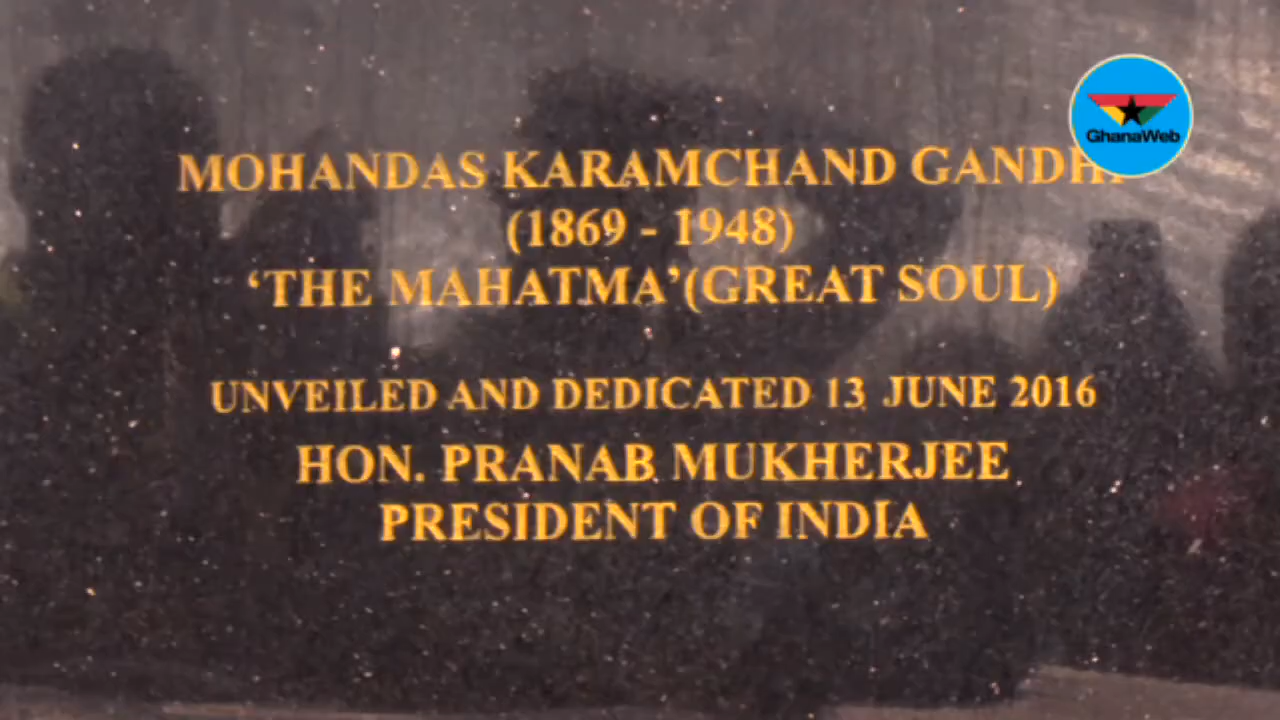 MOHANDAS KARAMCHAND GANDHI
(1869 - 1948)
‘THE MAHATMA’(GREAT SOUL)
UNVEILED AND DEDICATED 13 JUNE 2016
HON. PRANAB MUKHERJEE
PRESIDENT OF INDIA
GhanaWeb